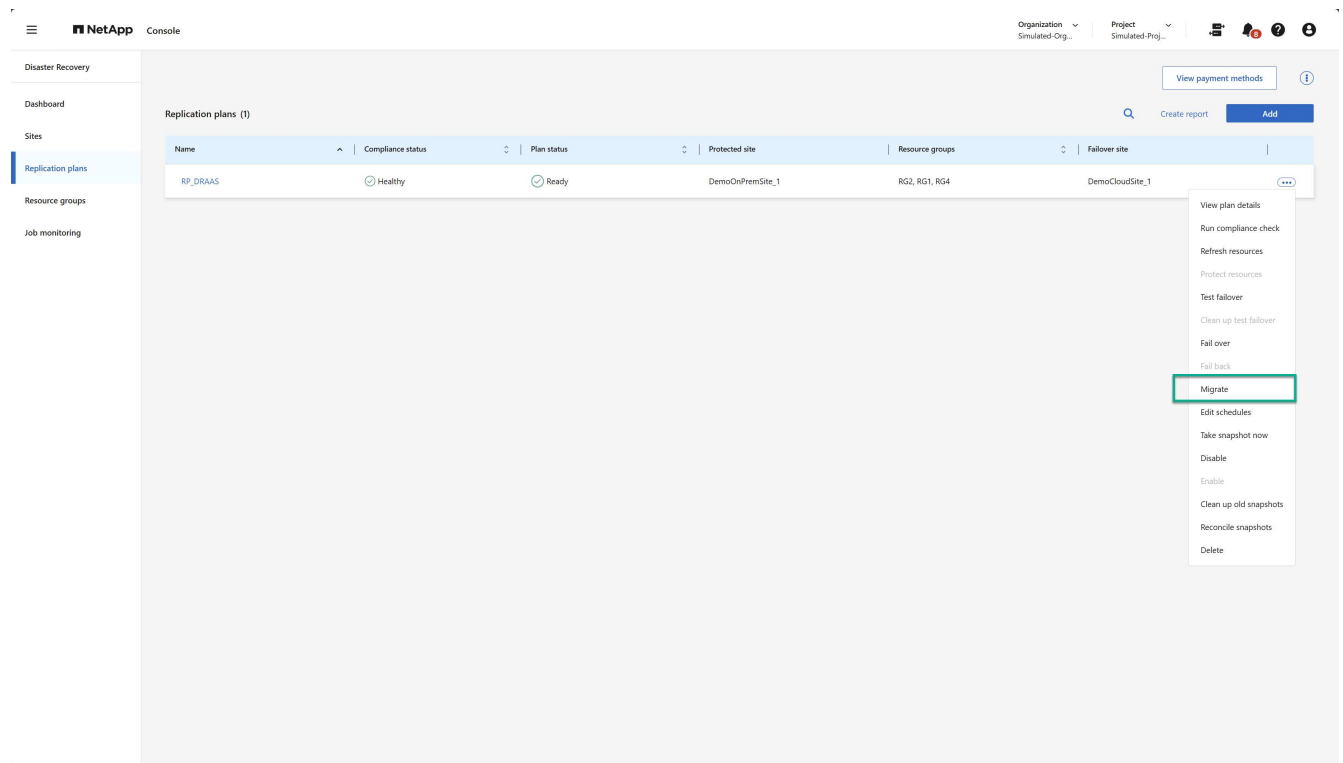 NetApp Console
Organization
Simulated-Org...
Project
Simulated-Proj...
8
Disaster Recovery
Dashboard
Sites
Replication plans
Resource groups
Job monitoring
View payment methods
Replication plans (1)
Create report
Add
Name Compliance status Plan status Protected site Resource groups Failover site
RP_DRAAS Healthy Ready DemoOnPremSite_1 RG2, RG1, RG4 DemoCloudSite_1
View plan details
Run compliance check
Refresh resources
Protect resources
Test failover
Clean up test failover
Fail over
Fail back
Migrate
Edit schedules
Take snapshot now
Disable
Enable
Clean up old snapshots
Reconcile snapshots
Delete